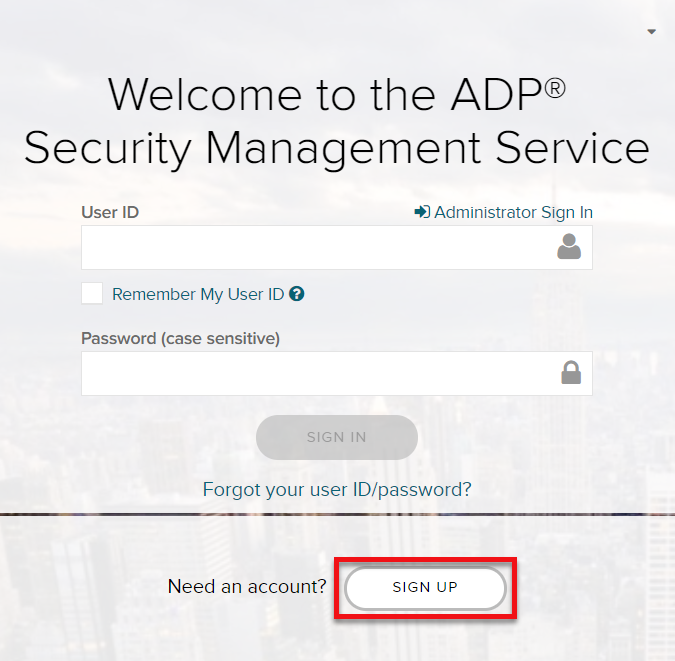 Welcome to the ADP®
Security Management Service
User ID
Administrator Sign In
Remember My User ID ?
Password (case sensitive)
SIGN IN
Forgot your user ID/password?
Need an account?
SIGN UP